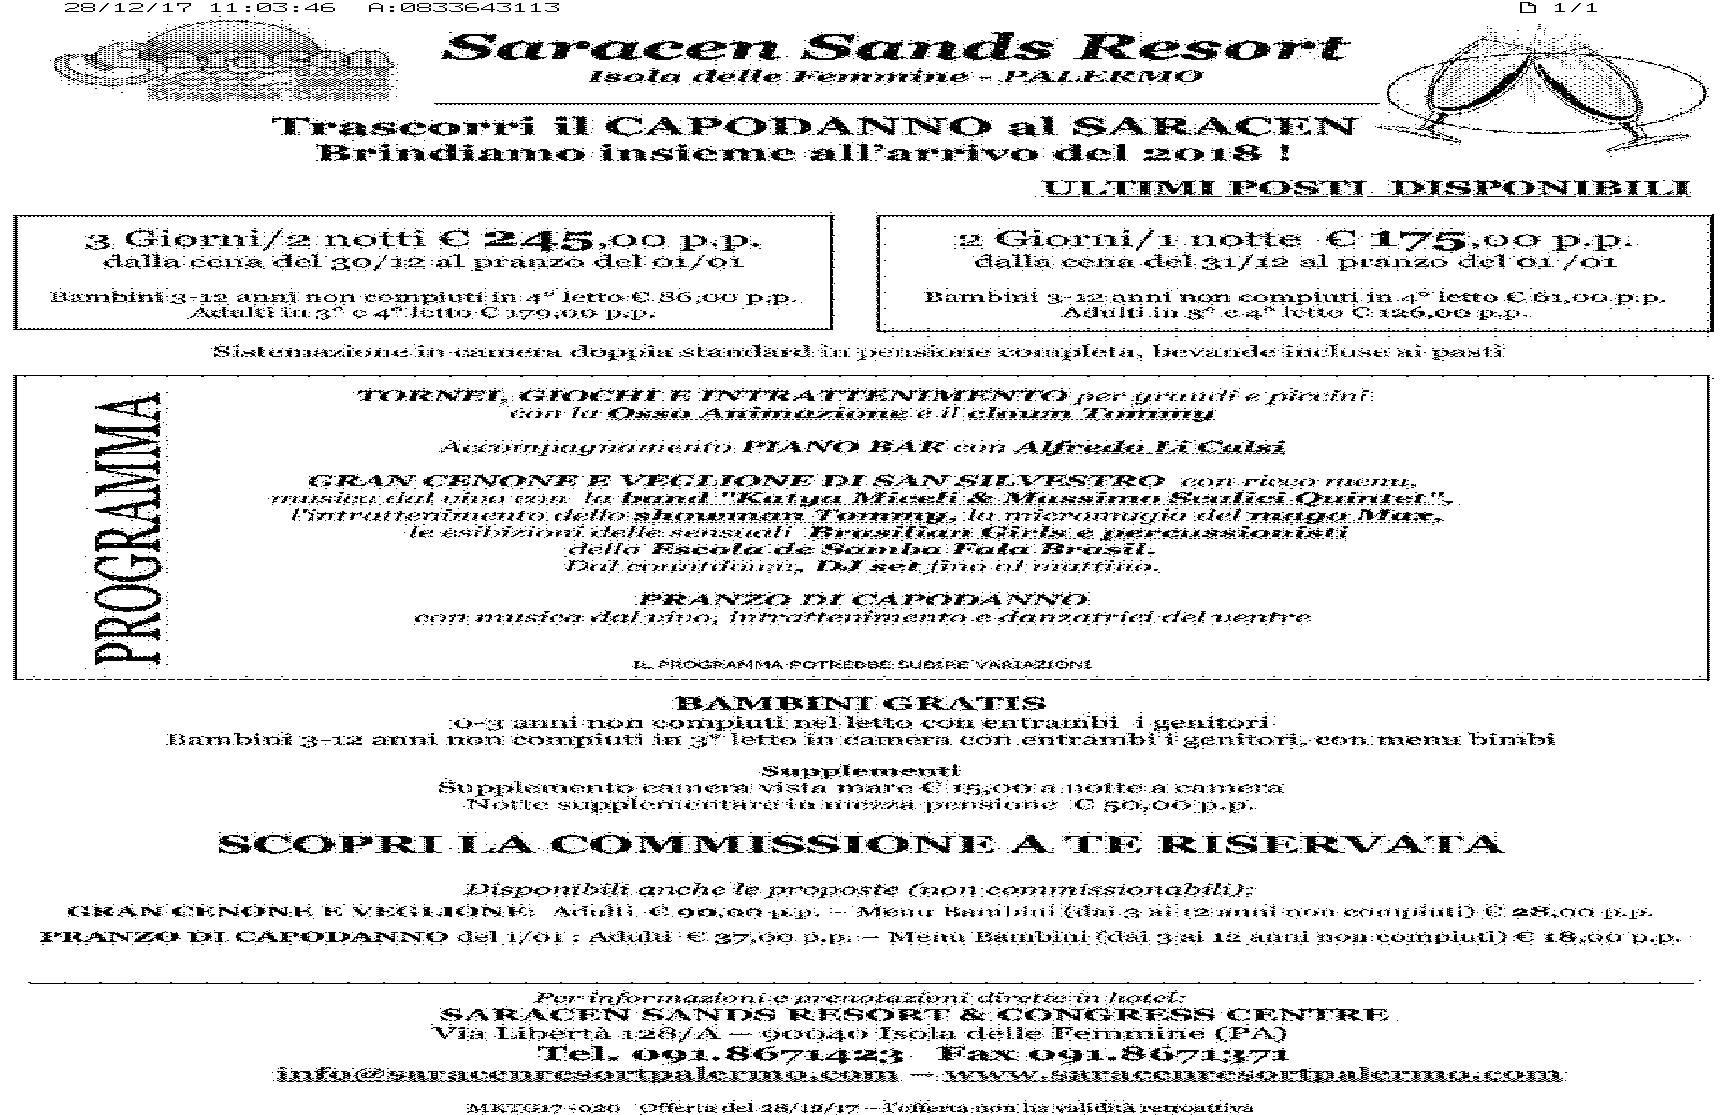 28/12/17 11:03:46 A:0833643113 1/1
Saracen Sands Resort
Isola delle Femmine - PALERMO
Trascorri il CAPODANNO al SARACEN
Brindiamo insieme all'arrivo del 2018 !
ULTIMI POSTI DISPONIBILI
3 Giorni/2 notti € 245,00 p.p.
dalla cena del 30/12 al pranzo del 01/01
Bambini 3-12 anni non compiuti in 4° letto € 86,00 p.p.
Adulti in 3° e 4° letto € 179,00 p.p.
2 Giorni/1 notte € 175,00 p.p.
dalla cena del 31/12 al pranzo del 01/01
Bambini 3-12 anni non compiuti in 4° letto € 61,00 p.p.
Adulti in 3° e 4° letto € 126,00 p.p.
Sistemazione in camera doppia standard in pensione completa, bevande incluse ai pasti
PROGRAMMA
TORNEI, GIOCHI E INTRATTENIMENTO per grandi e piccini
con la Ossa Animazione e il clown Tommy
Accompagnamento PIANO BAR con Alfredo Li Calsi
GRAN CENONE E VEGLIONE DI SAN SILVESTRO con ricco menu,
musica dal vivo con la band "Katya Miceli & Massimo Scalici Quintet",
l'intrattenimento dello showman Tommy, la micromagia del mago Max,
le esibizioni delle sensuali Brasilian Girls e percussionisti
della Escola de Samba Fala Brasil.
Dal countdown, DJ set fino al mattino.
PRANZO DI CAPODANNO
con musica dal vivo, intrattenimento e danzatrici del ventre
IL PROGRAMMA POTREBBE SUBIRE VARIAZIONI
BAMBINI GRATIS
0-3 anni non compiuti nel letto con entrambi i genitori
Bambini 3-12 anni non compiuti in 3° letto in camera con entrambi i genitori, con menu bimbi
Supplementi
Supplemento camera vista mare € 15,00 a notte a camera
Notte supplementare in mezza pensione € 50,00 p.p.
SCOPRI LA COMMISSIONE A TE RISERVATA
Disponibili anche le proposte (non commissionabili):
GRAN CENONE E VEGLIONE: Adulti € 90,00 p.p. – Menu Bambini (dai 3 ai 12 anni non compiuti) € 28,00 p.p.
PRANZO DI CAPODANNO del 1/01 : Adulti € 37,00 p.p. – Menu Bambini (dai 3 ai 12 anni non compiuti) € 18,00 p.p.
Per informazioni e prenotazioni dirette in hotel:
SARACEN SANDS RESORT & CONGRESS CENTRE
Via Libertà 128/A – 90040 Isola delle Femmine (PA)
Tel. 091.8671423 Fax 091.8671371
info@saracenresortpalermo.com – www.saracenresortpalermo.com
MKTG17-020 Offerta del 28/12/17 – l'offerta non ha validità retroattiva